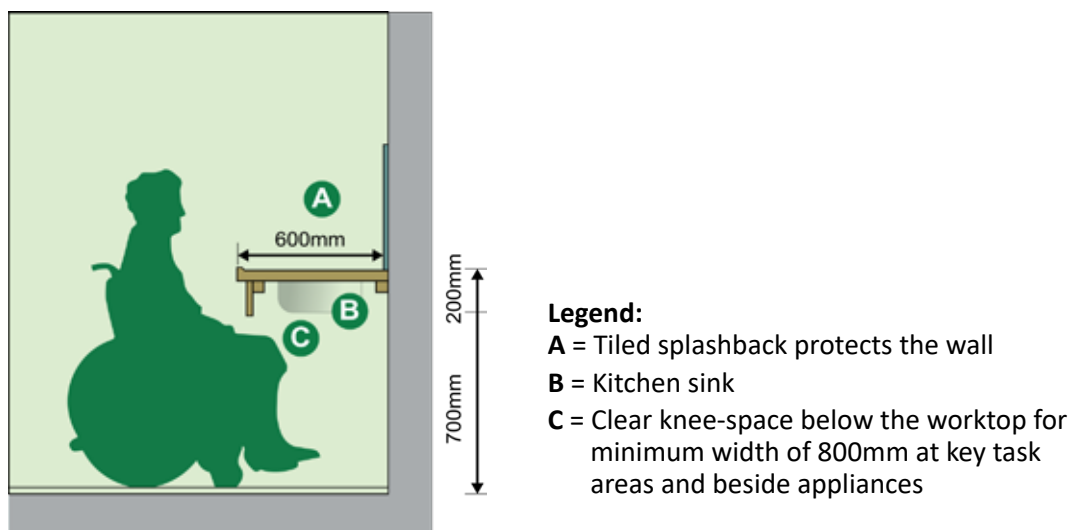 A
600mm
B
C
200mm
700mm
Legend:
A = Tiled splashback protects the wall
B = Kitchen sink
C = Clear knee-space below the worktop for
minimum width of 800mm at key task
areas and beside appliances